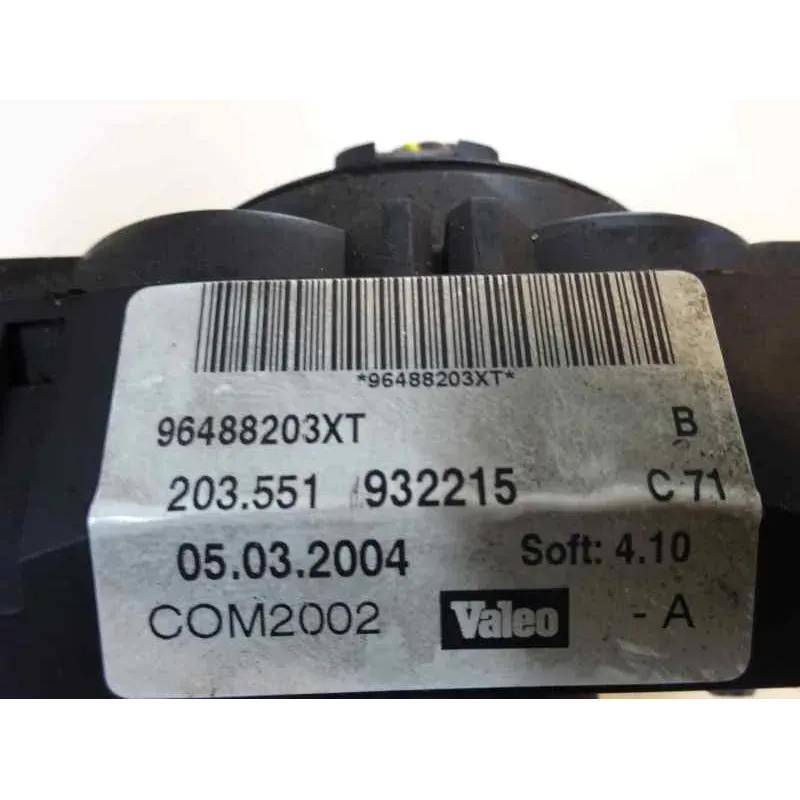 *96488203XT*
96488203XT B
203.551 932215 C 71
05.03.2004 Soft: 4.10
COM2002 Valeo - A